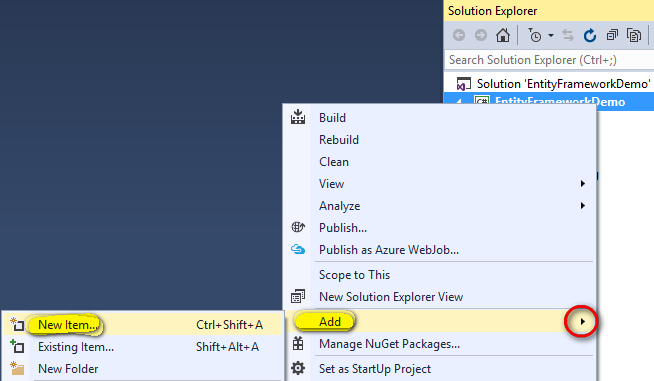 Solution Explorer
Search Solution Explorer (Ctrl+;)
Solution 'EntityFrameworkDemo'
C# EntityFrameworkDemo
Build
Rebuild
Clean
View
Analyze
Publish...
Publish as Azure WebJob...
Scope to This
New Solution Explorer View
Add
Manage NuGet Packages...
Set as StartUp Project
New Item... Ctrl+Shift+A
Existing Item... Shift+Alt+A
New Folder